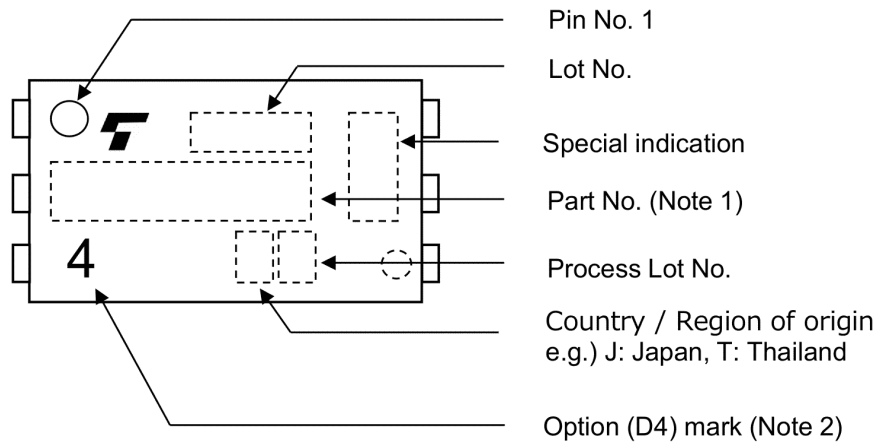 Pin No. 1
Lot No.
Special indication
Part No. (Note 1)
4
Process Lot No.
Country / Region of origin
e.g.) J: Japan, T: Thailand
Option (D4) mark (Note 2)